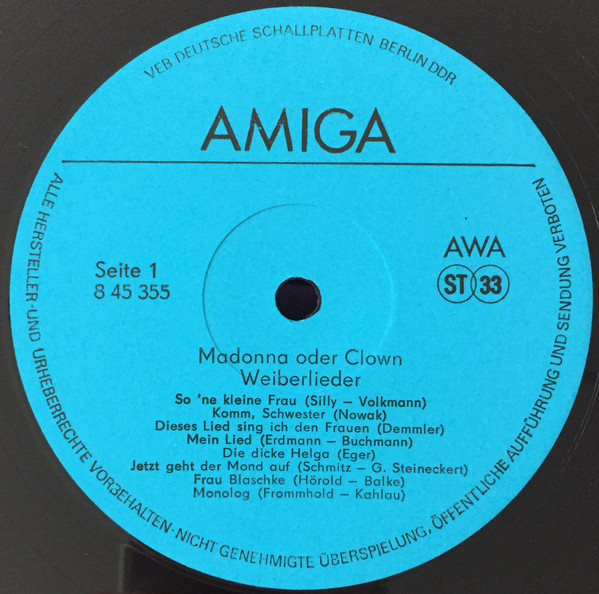 VEB DEUTSCHE SCHALLPLATTEN BERLIN DDR
AMIGA
Seite 1
8 45 355
AWA
ST 33
Madonna oder Clown
Weiberlieder
So 'ne kleine Frau (Silly – Volkmann)
Komm, Schwester (Nowak)
Dieses Lied sing ich den Frauen (Demmler)
Mein Lied (Erdmann – Buchmann)
Die dicke Helga (Eger)
Jetzt geht der Mond auf (Schmitz – G. Steineckert)
Frau Blaschke (Hörold – Balke)
Monolog (Frommhold – Kahlau)
ALLE HERSTELLER-UND URHEBERRECHTE VORBEHALTEN·NICHT GENEHMIGTE ÜBERSPIELUNG, ÖFFENTLICHE AUFFÜHRUNG UND SENDUNG VERBOTEN